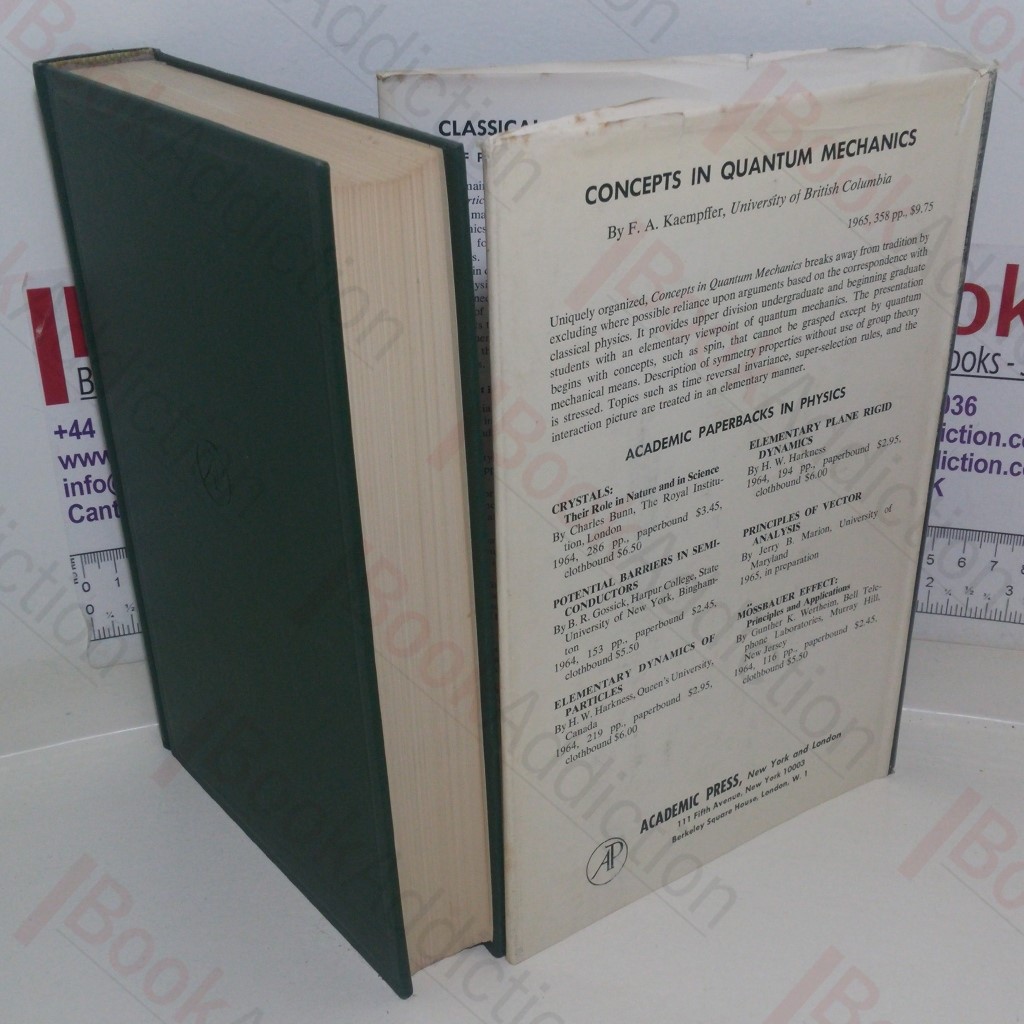 CLASSICAL
CONCEPTS IN QUANTUM MECHANICS
By F. A. Kaempffer, University of British Columbia
1965, 358 pp., $9.75
Uniquely organized, Concepts in Quantum Mechanics breaks away from tradition by
excluding where possible reliance upon arguments based on the correspondence with
classical physics. It provides upper division undergraduate and beginning graduate
students with an elementary viewpoint of quantum mechanics. The presentation
begins with concepts, such as spin, that cannot be grasped except by quantum
mechanical means. Description of symmetry properties without use of group theory
is stressed. Topics such as time reversal invariance, super-selection rules, and the
interaction picture are treated in an elementary manner.
ACADEMIC PAPERBACKS IN PHYSICS
CRYSTALS:
Their Role in Nature and in Science
By Charles Bunn, The Royal Institu-
tion, London
1964, 286 pp., paperbound $3.45,
clothbound $6.50
POTENTIAL BARRIERS IN SEMI-
CONDUCTORS
By B. R. Gossick, Harpur College, State
University of New York, Bingham-
ton
1964, 153 pp., paperbound $2.45,
clothbound $5.50
ELEMENTARY DYNAMICS OF
PARTICLES
By H. W. Harkness, Queen's University,
Canada
1964, 219 pp., paperbound $2.95,
clothbound $6.00
ELEMENTARY PLANE RIGID
DYNAMICS
By H. W. Harkness
1964, 194 pp., paperbound $2.95,
clothbound $6.00
PRINCIPLES OF VECTOR
ANALYSIS
By Jerry B. Marion, University of
Maryland
1965, in preparation
MÖSSBAUER EFFECT:
Principles and Applications
By Gunther K. Wertheim, Bell Tele-
phone Laboratories, Murray Hill,
New Jersey
1964, 116 pp., paperbound $2.45,
clothbound $5.50
ACADEMIC PRESS, New York and London
111 Fifth Avenue, New York 10003
Berkeley Square House, London, W. 1
AP
+44
www
info@
Cant
ooks - 
036
diction.co
diction.co
K
BookAddiction